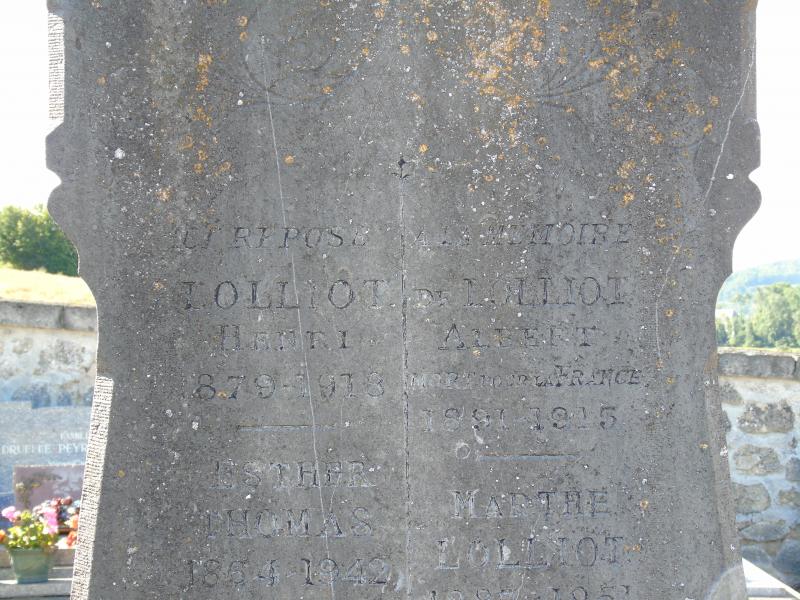 REPOSE
LOLLIOT
HENRI
1879-1918
ESTHER
THOMAS
1864-1942
A LA MEMOIRE
DE LOLLIOT
ALBERT
MORT POUR LA FRANCE
1891-1915
MARTHE
LOLLIOT
FAMILLE